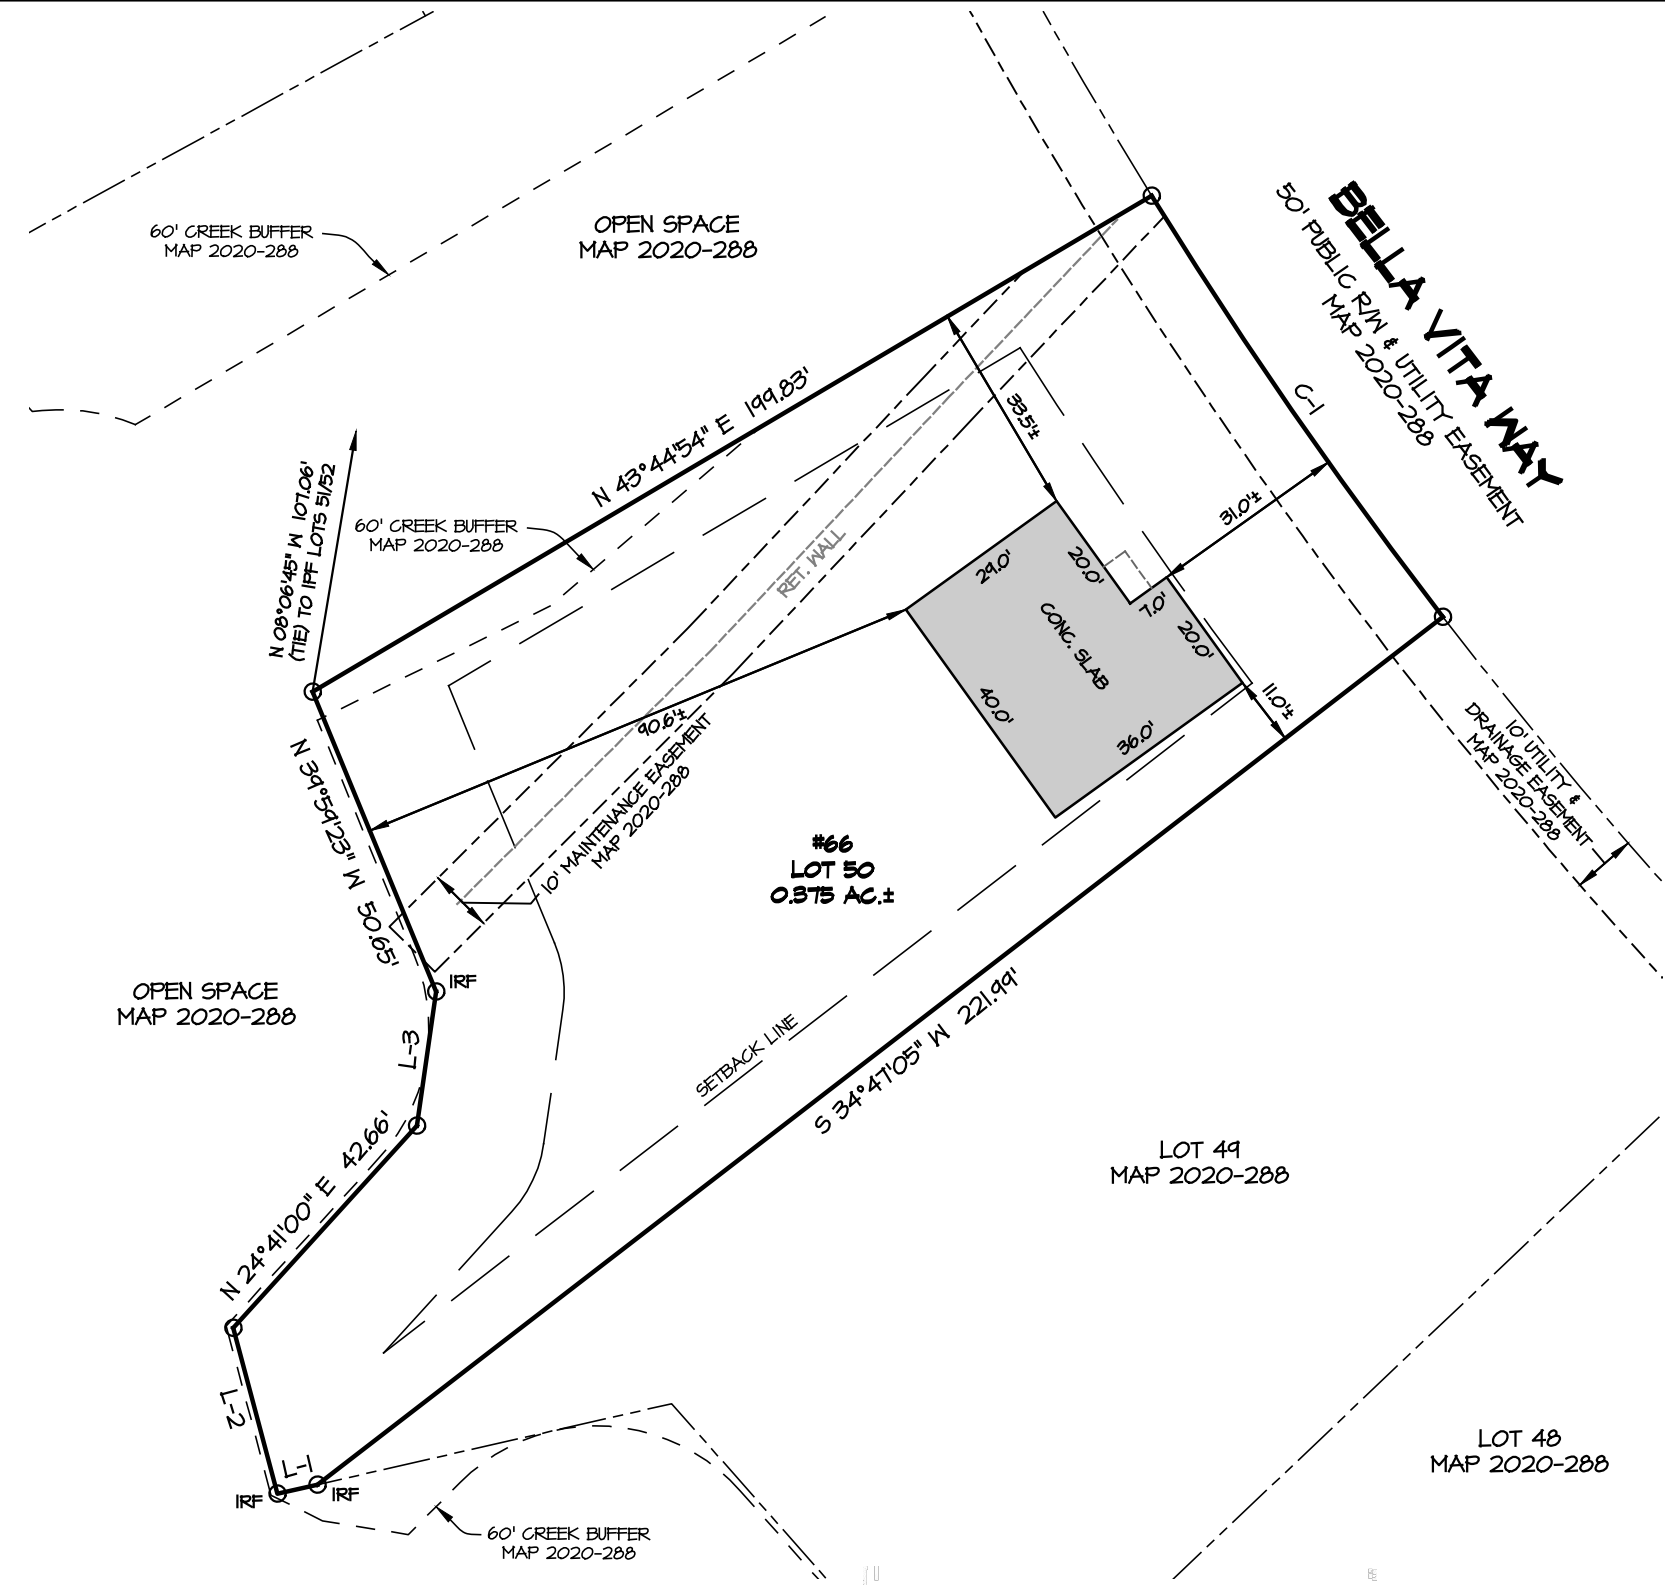 60' CREEK BUFFER
MAP 2020-288
OPEN SPACE
MAP 2020-288
BELLA VITA WAY
50' PUBLIC R/W & UTILITY EASEMENT
MAP 2020-288
C-1
N 43°44'54" E 199.83'
33.5'±
31.0'±
N 08°06'45" W 107.06'
(TIE) TO IPF LOTS 51/52
60' CREEK BUFFER
MAP 2020-288
RET. WALL
29.0'
20.0'
7.0'
20.0'
CONC. SLAB
40.0'
36.0'
11.0'±
90.6'±
10' MAINTENANCE EASEMENT
MAP 2020-288
10' UTILITY &
DRAINAGE EASEMENT
MAP 2020-288
N 39°59'23" W 50.65'
#66
LOT 50
0.375 AC.±
IRF
OPEN SPACE
MAP 2020-288
L-3
SETBACK LINE
S 34°47'05" W 221.99'
N 24°41'00" E 42.66'
LOT 49
MAP 2020-288
L-2
L-1
IRF
IRF
LOT 48
MAP 2020-288
60' CREEK BUFFER
MAP 2020-288